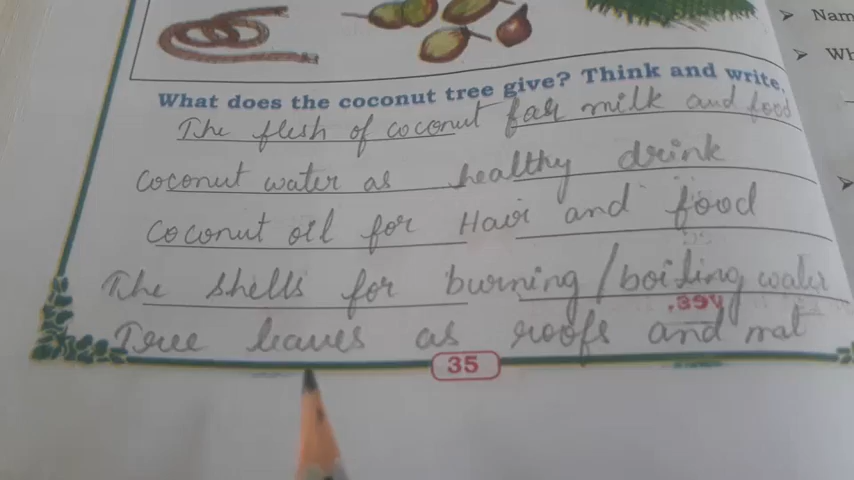 Nam
Wh
What does the coconut tree give? Think and write.
The flesh of coconut for milk and food
coconut water as healthy drink
coconut oil for Hair and food
The shells for burning/boiling water
Tree leaves as roofs and mat
35